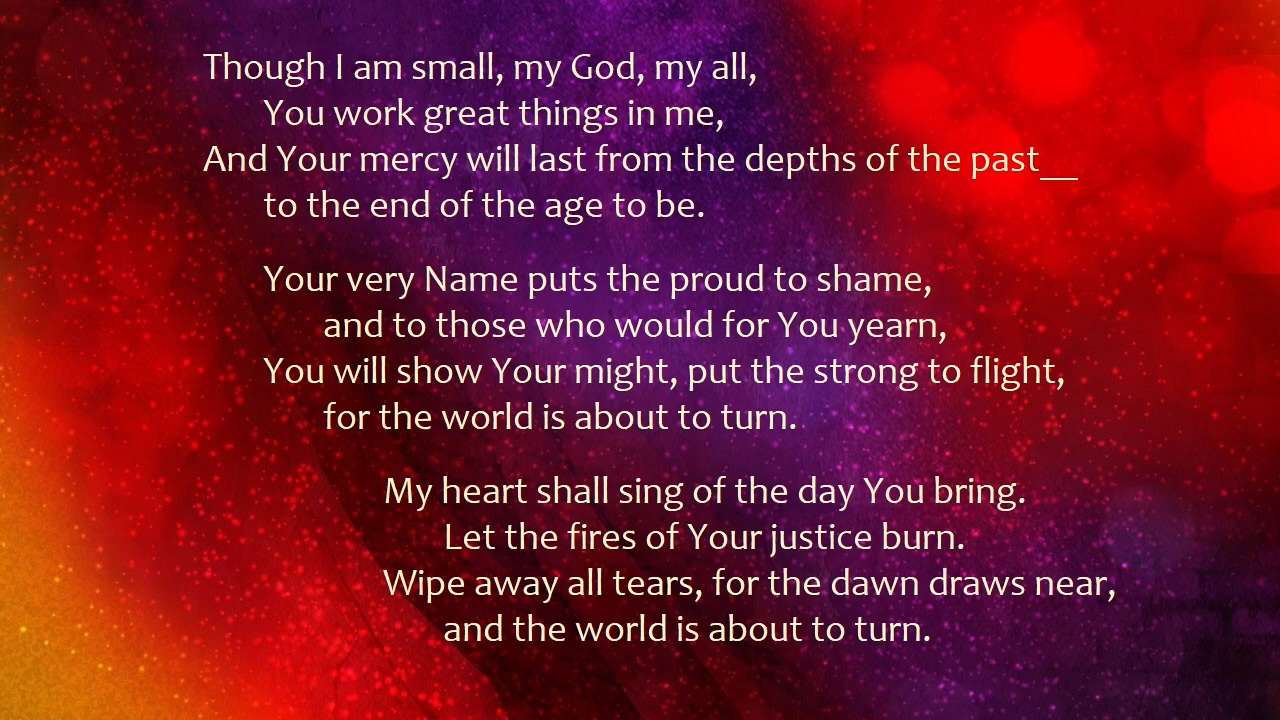 Though I am small, my God, my all,
You work great things in me,
And Your mercy will last from the depths of the past__
to the end of the age to be.
Your very Name puts the proud to shame,
and to those who would for You yearn,
You will show Your might, put the strong to flight,
for the world is about to turn.
My heart shall sing of the day You bring.
Let the fires of Your justice burn.
Wipe away all tears, for the dawn draws near,
and the world is about to turn.